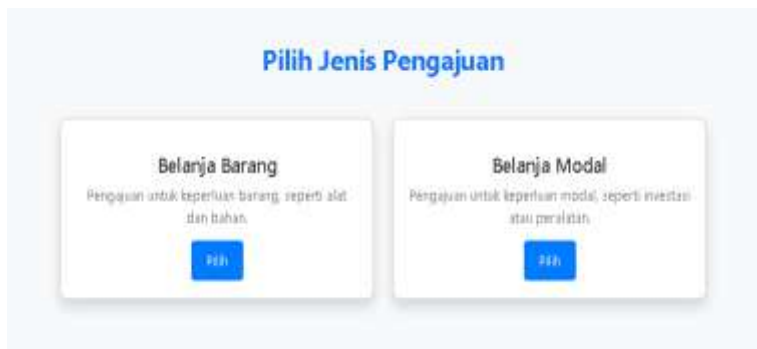 Pilih Jenis Pengajuan
Belanja Barang
Pengajuan untuk keperluan barang, seperti alat
dan bahan.
Pilih
Belanja Modal
Pengajuan untuk keperluan modal, seperti investasi
atau peralatan.
Pilih